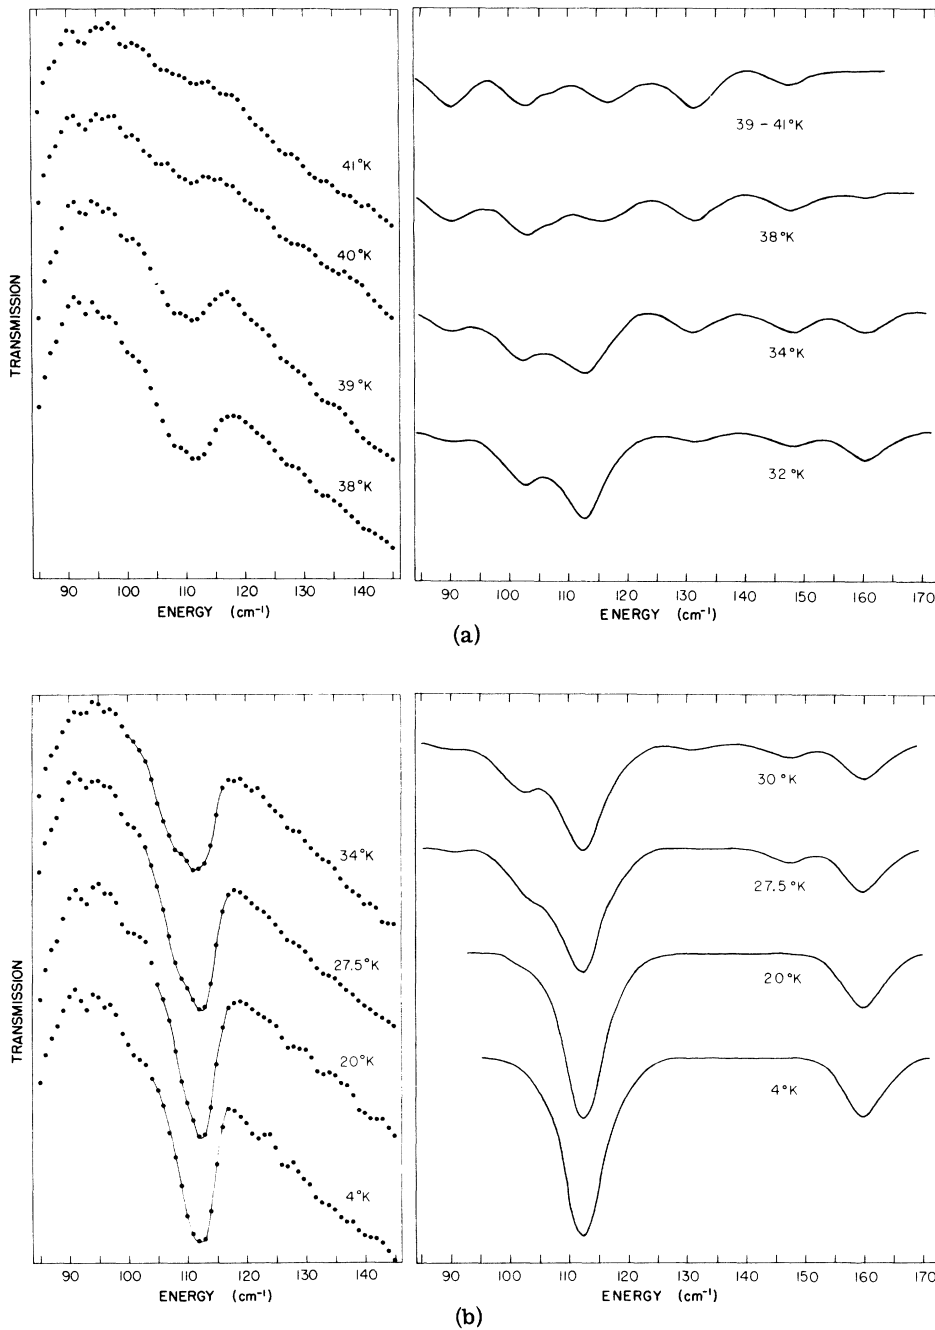 TRANSMISSION
41°K
40°K
39°K
38°K
90 100 110 120 130 140
ENERGY (cm⁻¹)
39 – 41°K
38°K
34°K
32°K
90 100 110 120 130 140 150 160 170
ENERGY (cm⁻¹)
(a)
TRANSMISSION
34°K
27.5°K
20°K
4°K
90 100 110 120 130 140
ENERGY (cm⁻¹)
30°K
27.5°K
20°K
4°K
90 100 110 120 130 140 150 160 170
ENERGY (cm⁻¹)
(b)